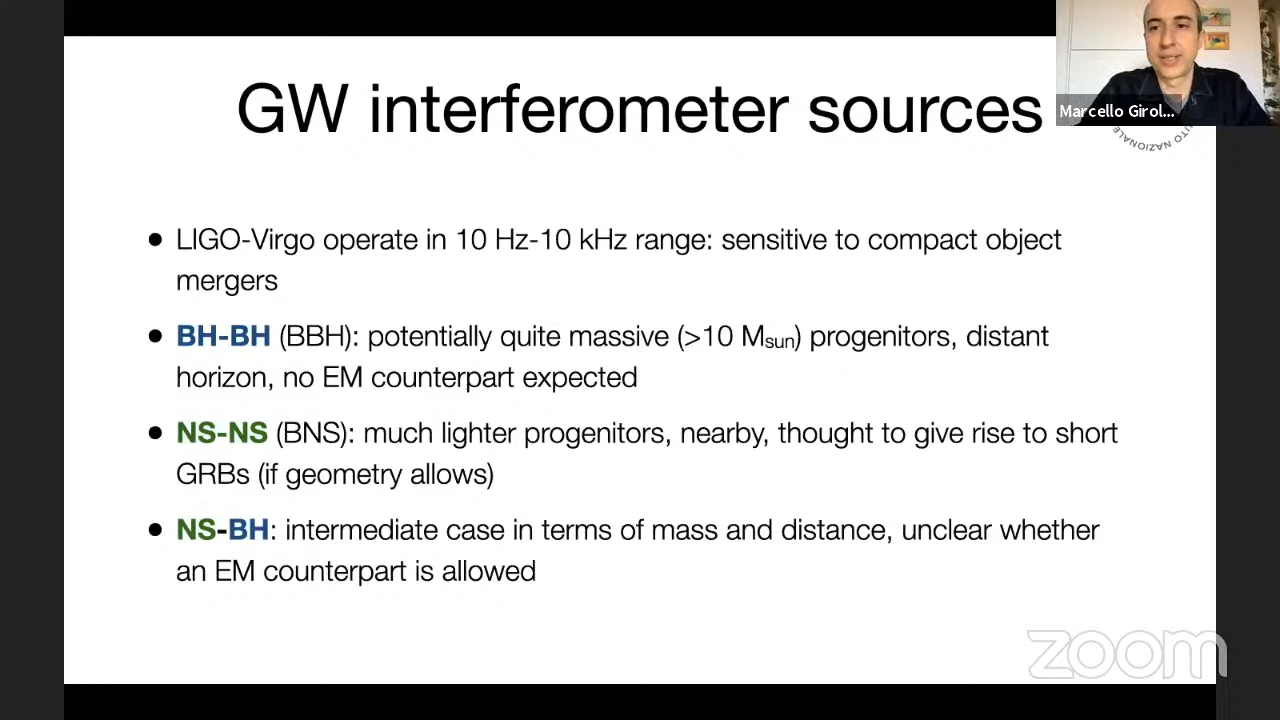 GW interferometer sources
Marcello Girol...
UTO NAZIONALE
● LIGO-Virgo operate in 10 Hz-10 kHz range: sensitive to compact object
mergers
● BH-BH (BBH): potentially quite massive (>10 Msun) progenitors, distant
horizon, no EM counterpart expected
● NS-NS (BNS): much lighter progenitors, nearby, thought to give rise to short
GRBs (if geometry allows)
● NS-BH: intermediate case in terms of mass and distance, unclear whether
an EM counterpart is allowed
zoom